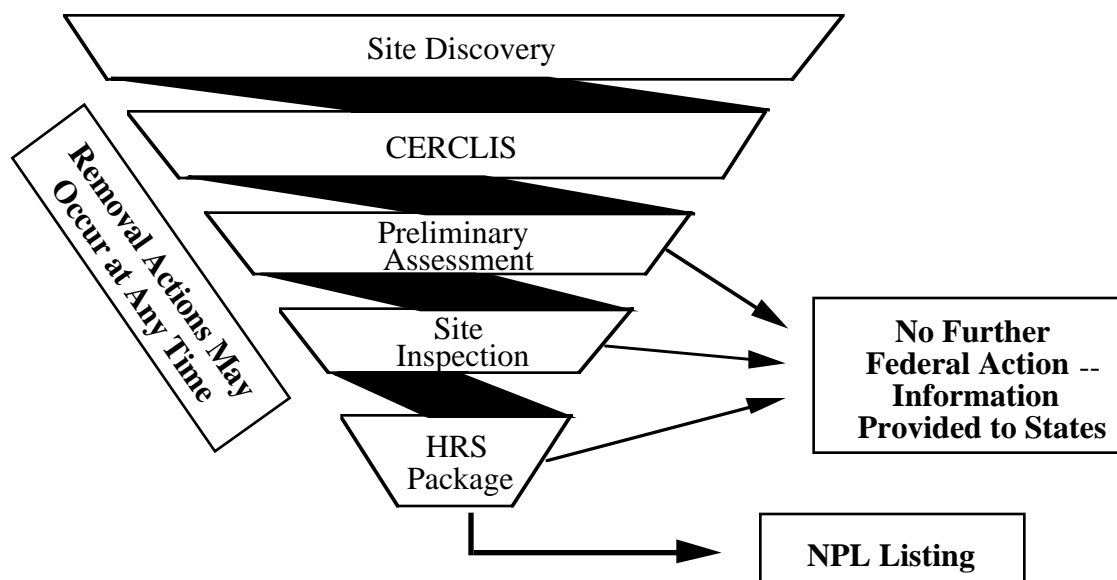 Site Discovery
CERCLIS
Removal Actions May
Occur at Any Time
Preliminary
Assessment
Site
Inspection
HRS
Package
No Further
Federal Action --
Information
Provided to States
NPL Listing